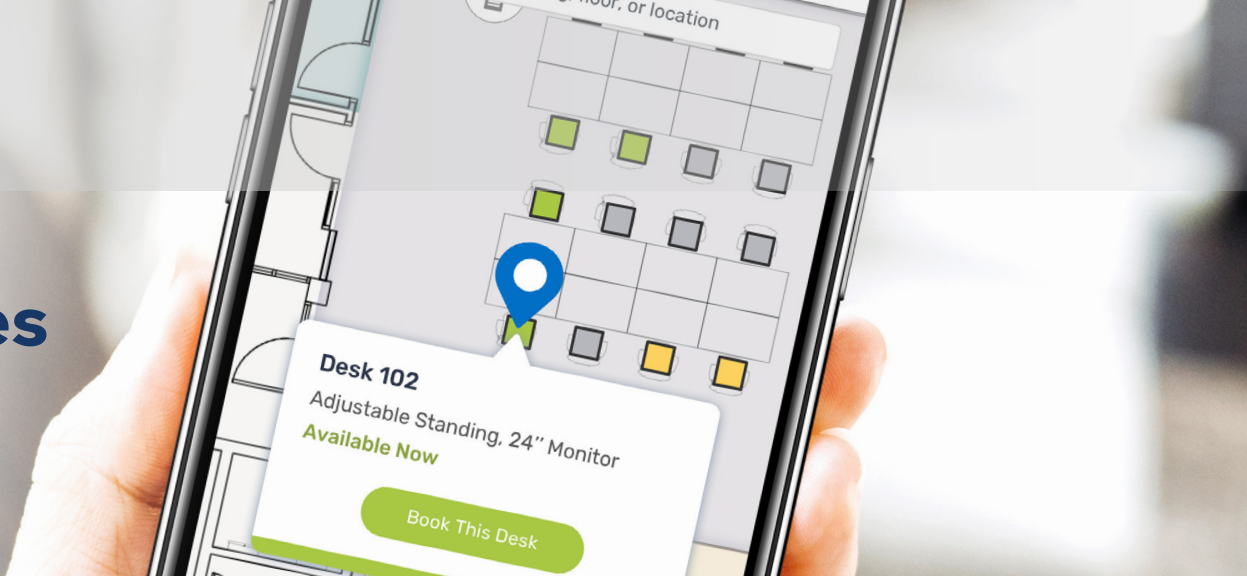 floor, or location
es
Desk 102
Adjustable Standing, 24″ Monitor
Available Now
Book This Desk